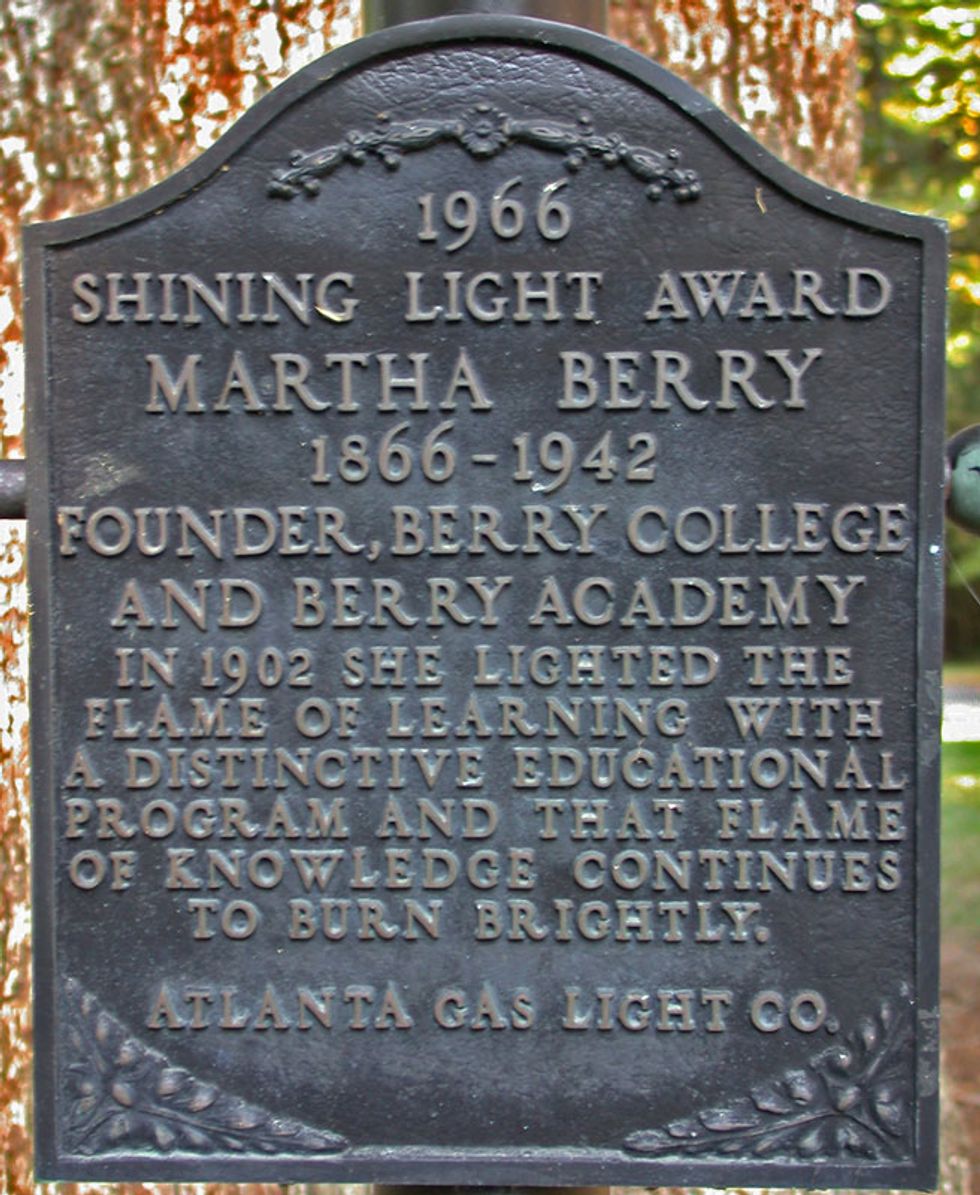 1966
SHINING LIGHT AWARD
MARTHA BERRY
1866-1942
FOUNDER, BERRY COLLEGE
AND BERRY ACADEMY
IN 1902 SHE LIGHTED THE
FLAME OF LEARNING WITH
A DISTINCTIVE EDUCATIONAL
PROGRAM AND THAT FLAME
OF KNOWLEDGE CONTINUES
TO BURN BRIGHTLY.
ATLANTA GAS LIGHT CO.